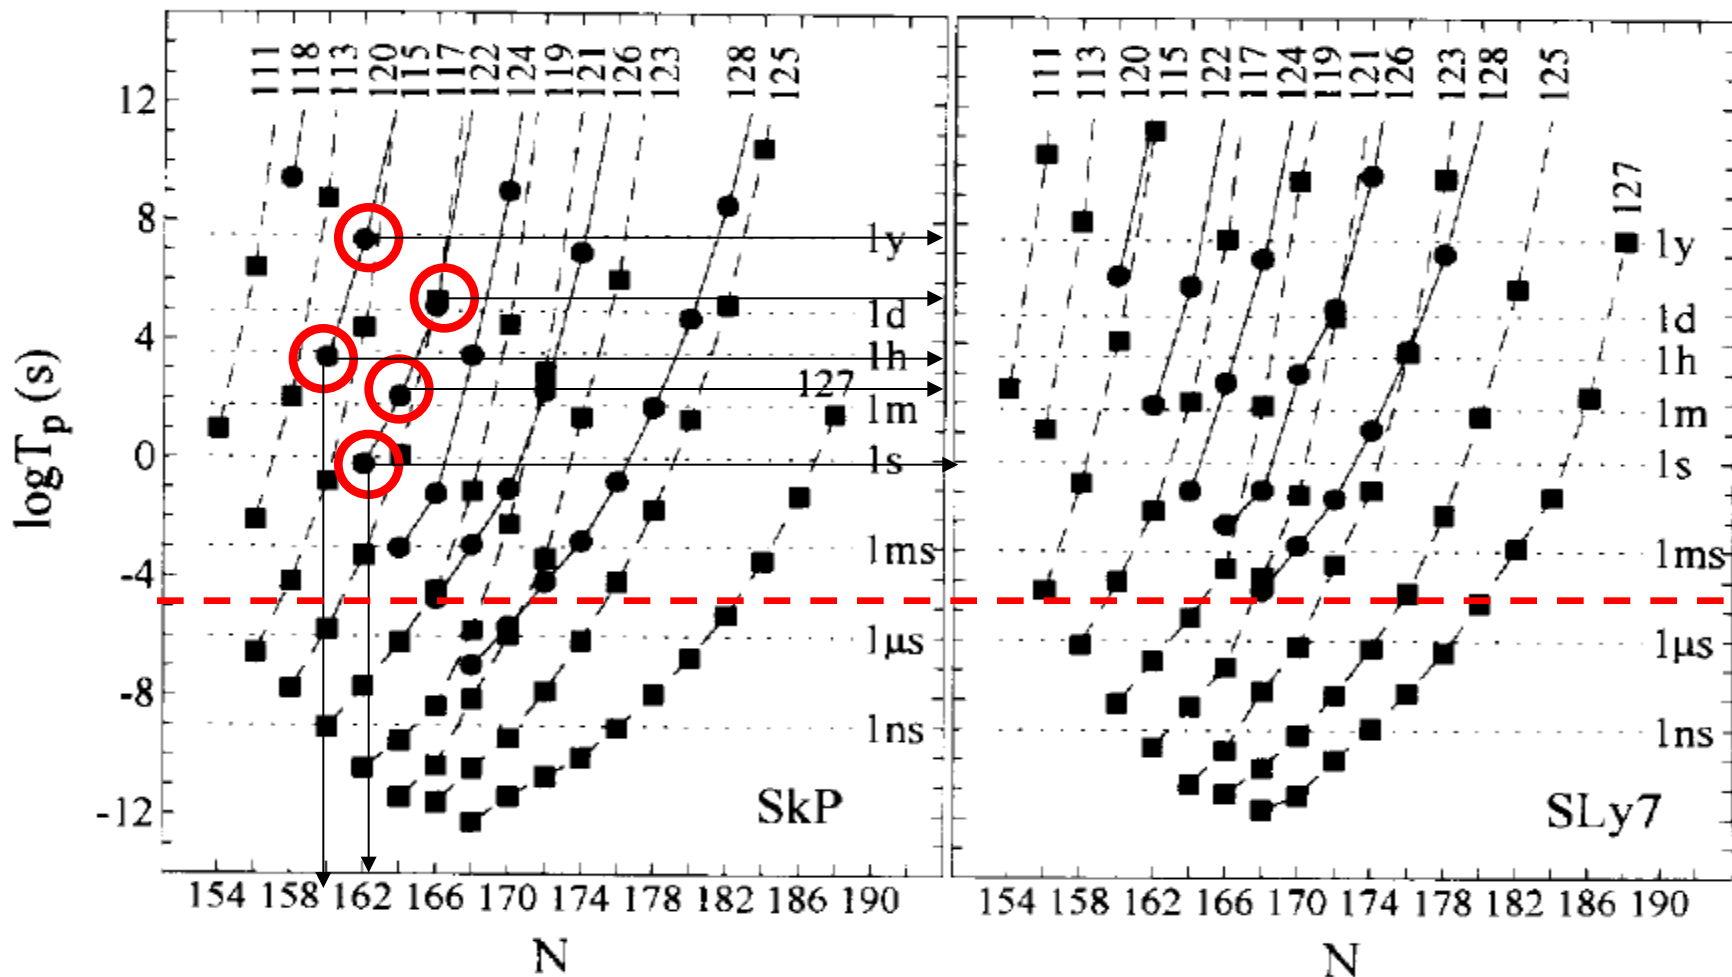 111 118 113 120 115 117 122 124 119 121 126 123 128 125
111 113 120 115 122 117 124 119 121 126 123 128 125
12
8
4
0
-4
-8
-12
logTp (s)
1y
1d
1h
127
1m
1s
1ms
1μs
1ns
SkP
127
1y
1d
1h
1m
1s
1ms
1μs
1ns
SLy7
154 158 162 166 170 174 178 182 186 190
154 158 162 166 170 174 178 182 186 190
N
N